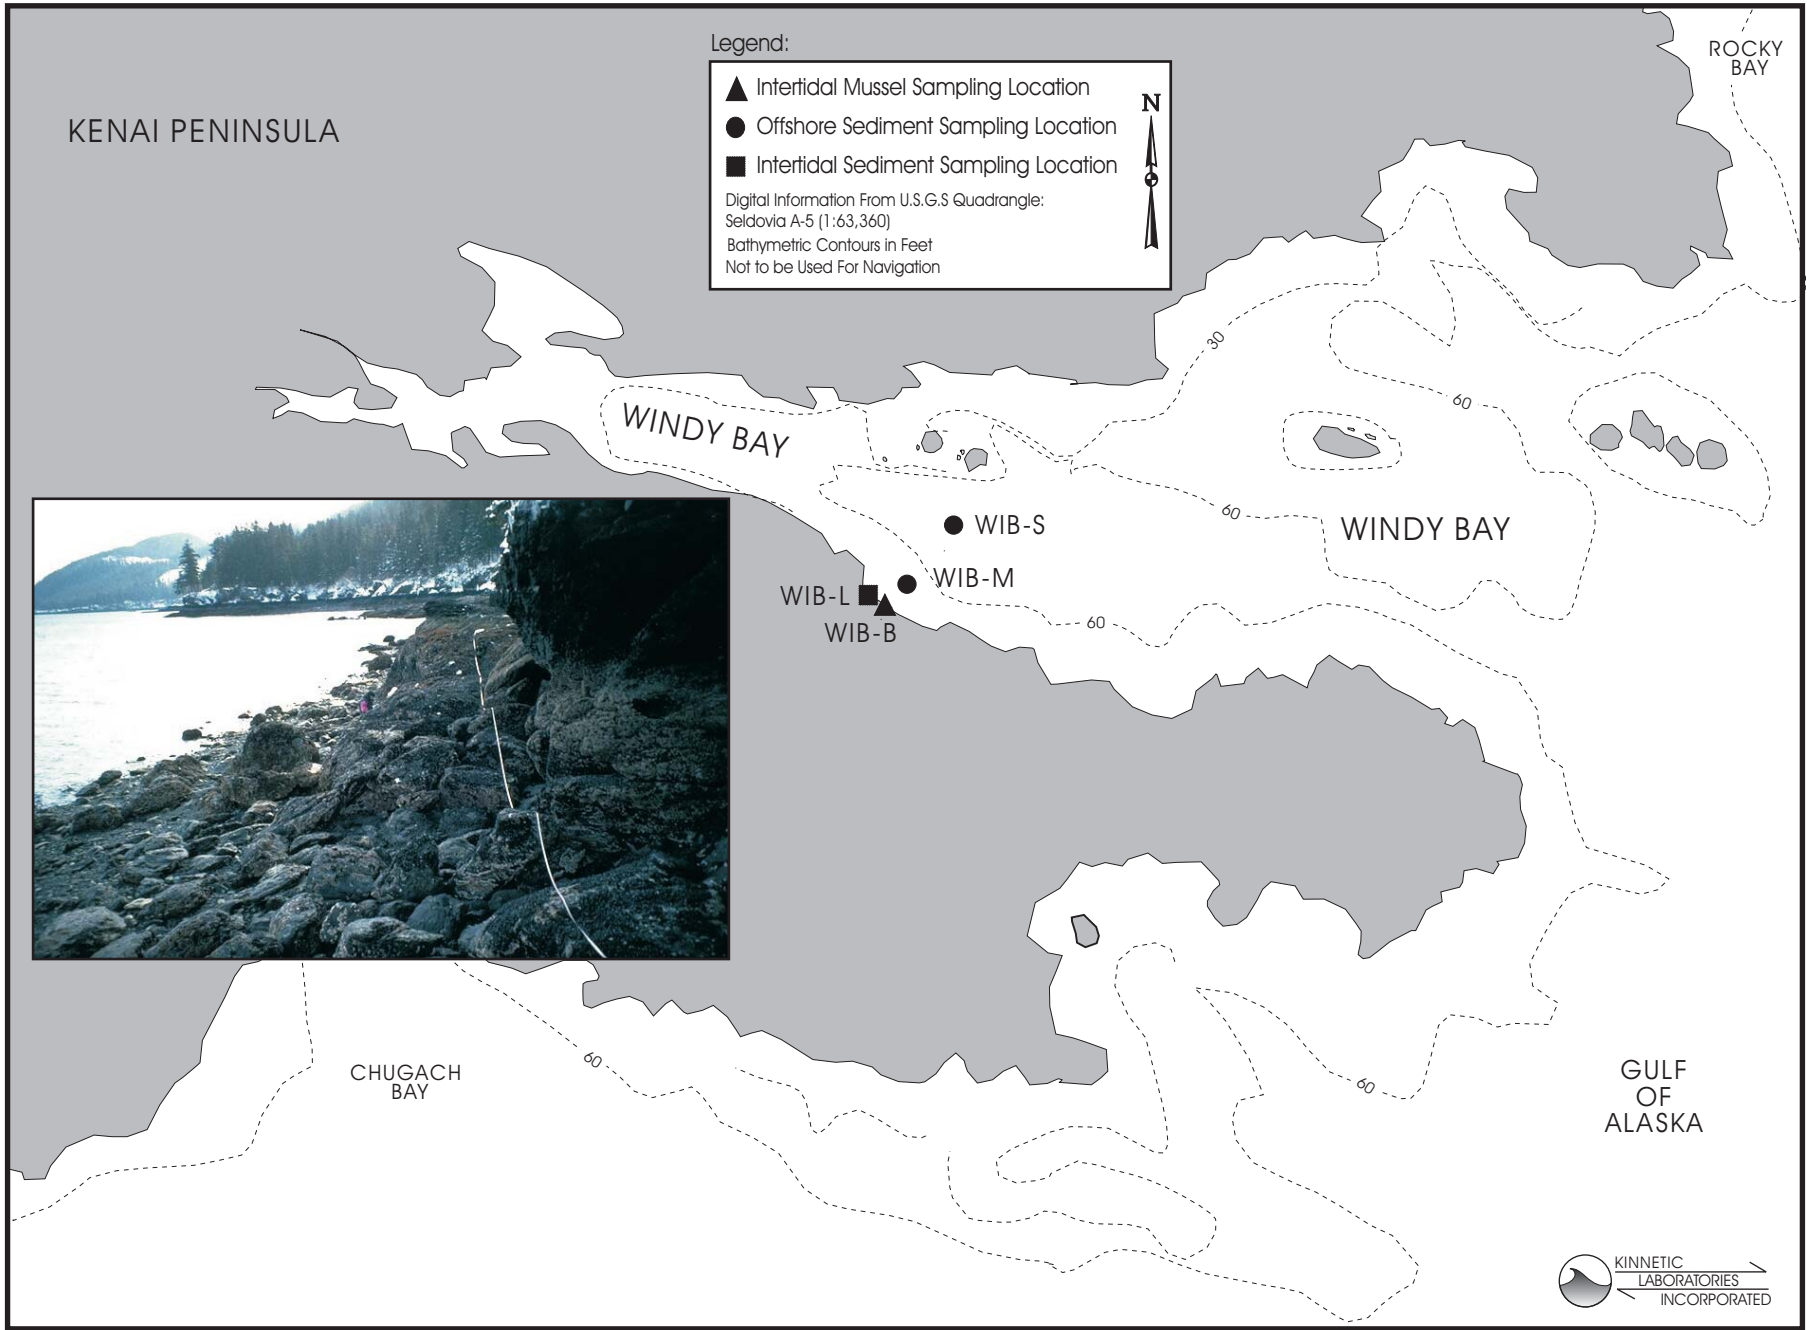 Legend:
Intertidal Mussel Sampling Location
Offshore Sediment Sampling Location
Intertidal Sediment Sampling Location
N
Digital Information From U.S.G.S Quadrangle:
Seldovia A-5 (1:63,360)
Bathymetric Contours in Feet
Not to be Used For Navigation
ROCKY
BAY
KENAI PENINSULA
30
60
WINDY BAY
60
WINDY BAY
WIB-S
WIB-M
WIB-L
WIB-B
60
60
CHUGACH
BAY
60
GULF
OF
ALASKA
KINNETIC
LABORATORIES
INCORPORATED